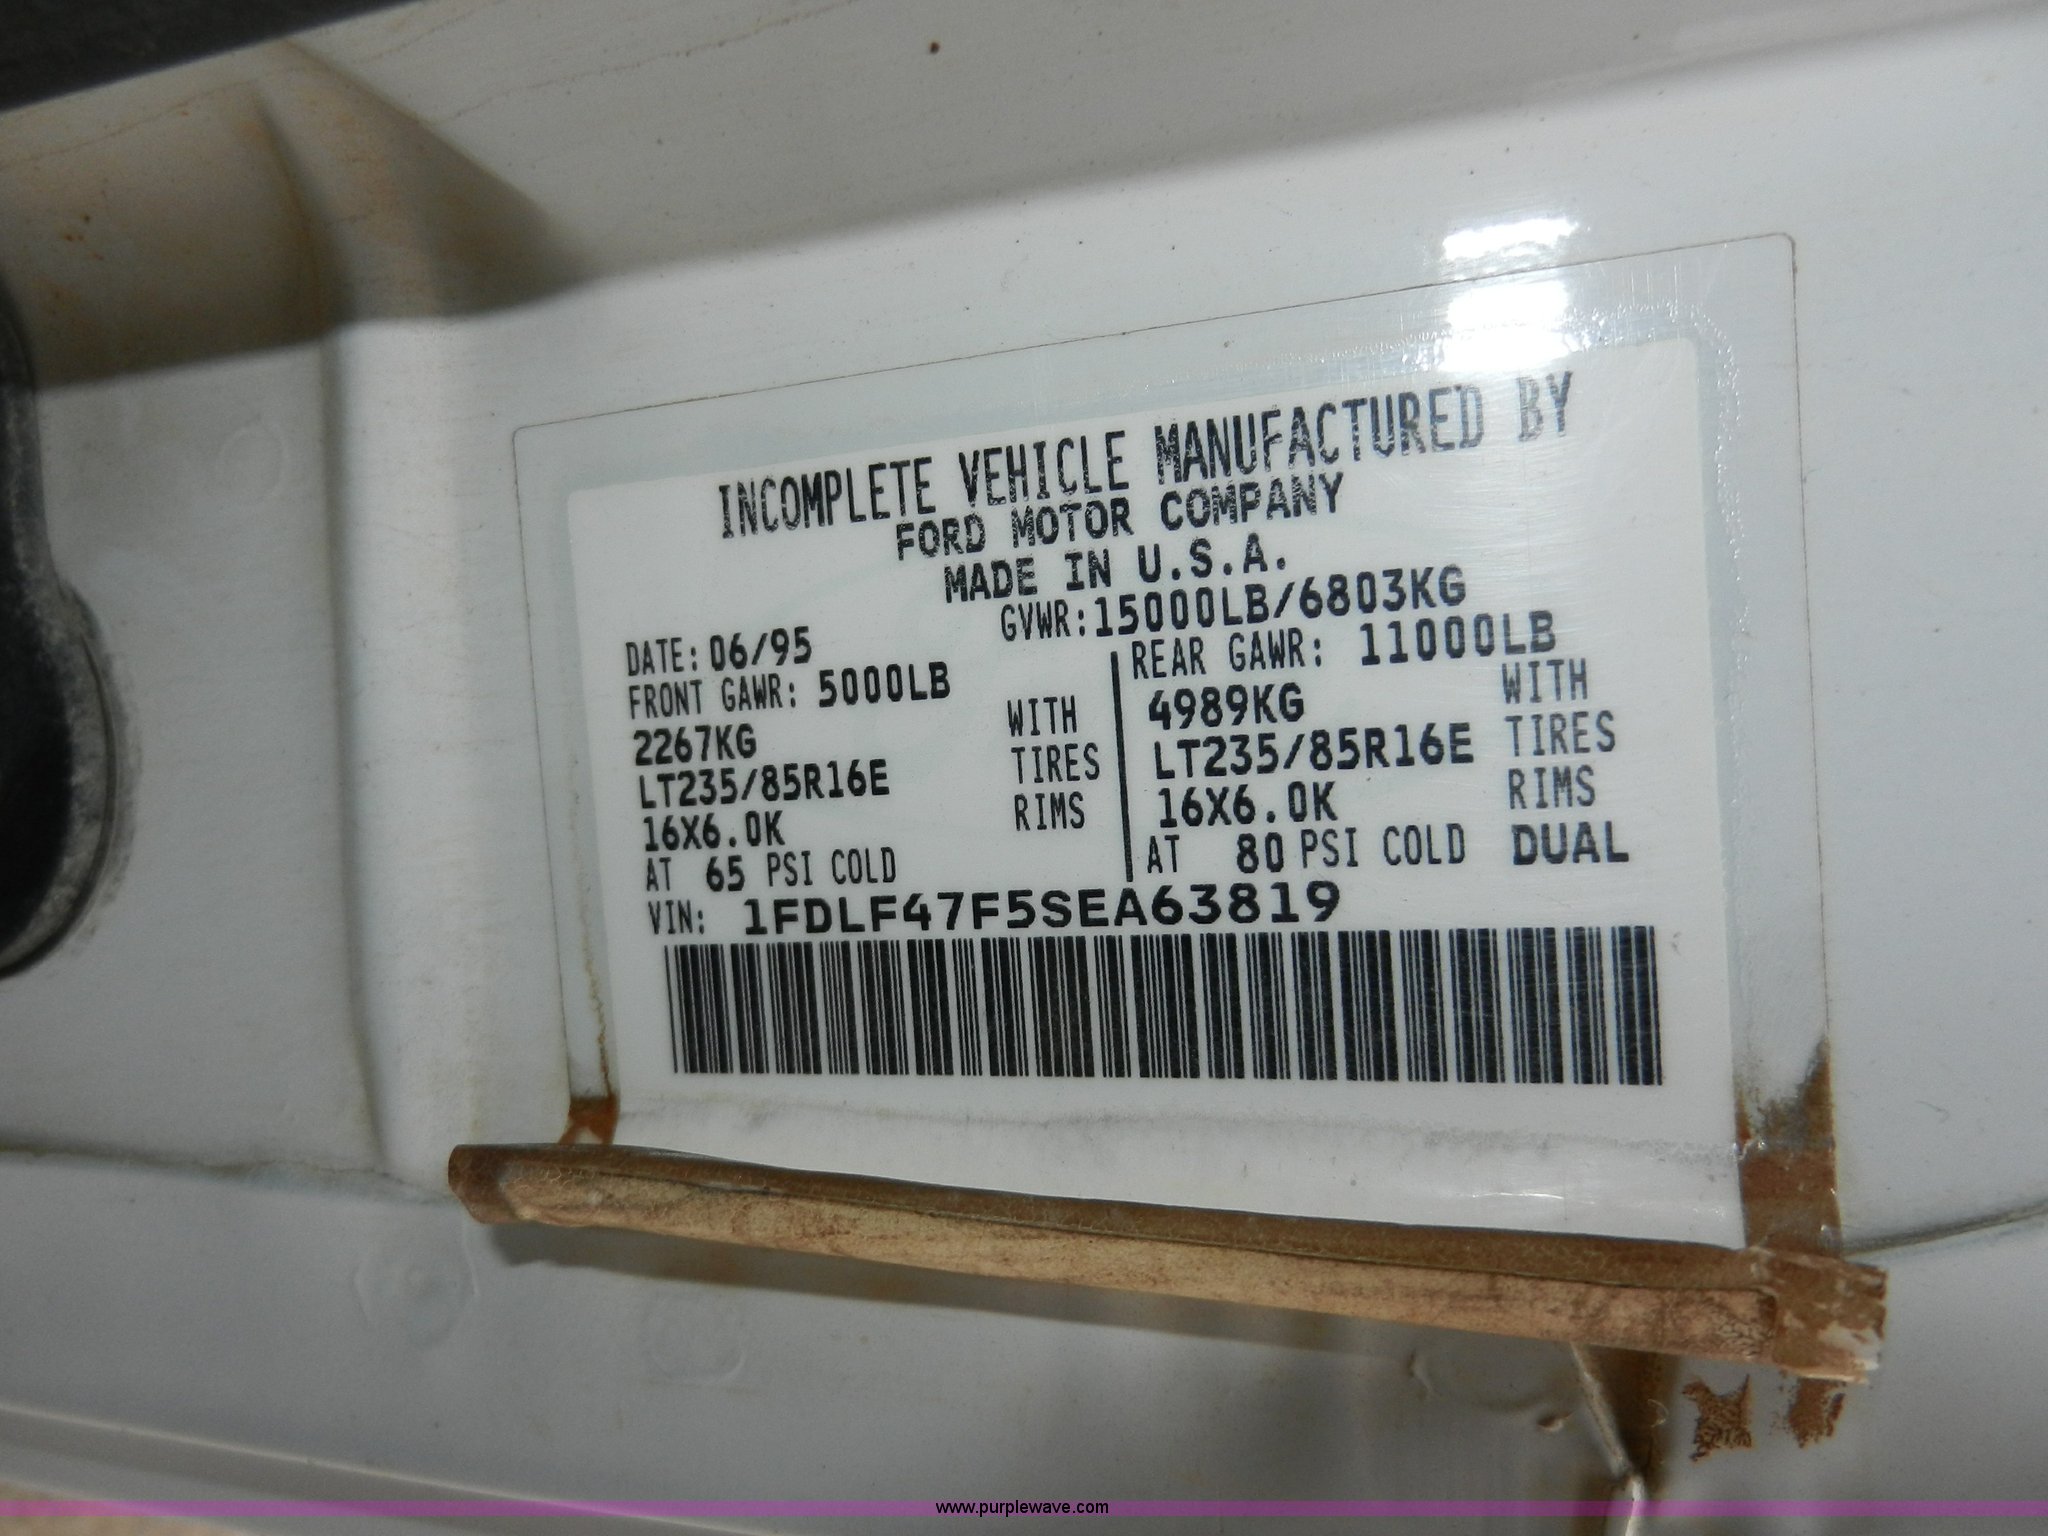 INCOMPLETE VEHICLE MANUFACTURED BY
FORD MOTOR COMPANY
MADE IN U.S.A.
DATE: 06/95 GVWR: 15000LB/6803KG
FRONT GAWR: 5000LB
2267KG WITH
LT235/85R16E TIRES
16X6.0K RIMS
AT 65 PSI COLD
REAR GAWR: 11000LB
4989KG WITH
LT235/85R16E TIRES
16X6.0K RIMS
AT 80 PSI COLD DUAL
VIN: 1FDLF47F5SEA63819
www.purplewave.com